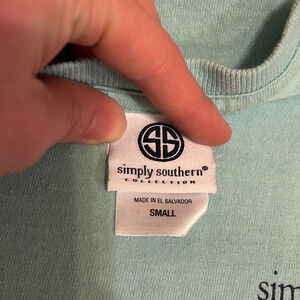 SS
simply southern®
COLLECTION
MADE IN EL SALVADOR
SMALL
sim